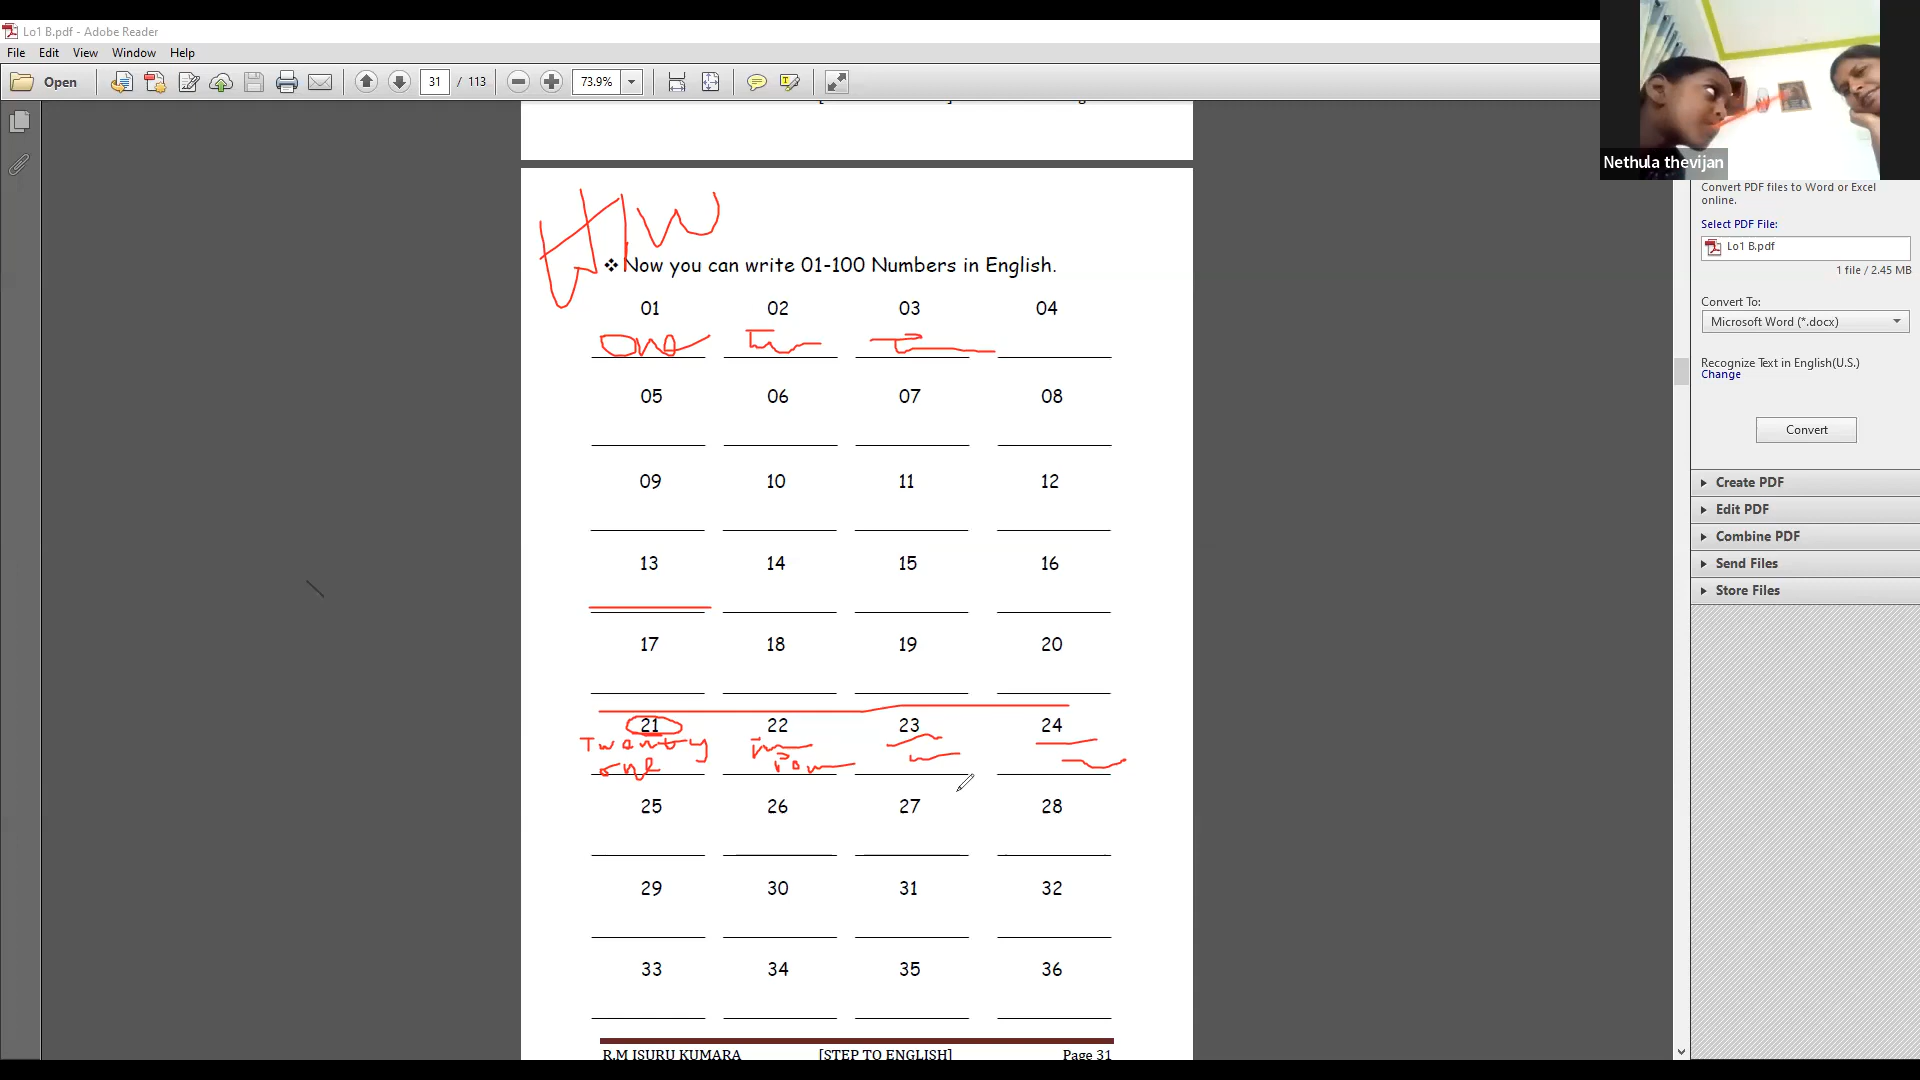 Lo1 B.pdf - Adobe Reader
File Edit View Window Help
Open 31 / 113 73.9%
Nethula thevijan
H/W
❖ Now you can write 01-100 Numbers in English.
01 02 03 04
One
05 06 07 08
09 10 11 12
13 14 15 16
17 18 19 20
21 22 23 24
Twenty
one
25 26 27 28
29 30 31 32
33 34 35 36
R.M ISURU KUMARA [STEP TO ENGLISH] Page 31
Convert PDF files to Word or Excel
online.
Select PDF File:
Lo1 B.pdf
1 file / 2.45 MB
Convert To:
Microsoft Word (*.docx)
Recognize Text in English(U.S.)
Change
Convert
Create PDF
Edit PDF
Combine PDF
Send Files
Store Files